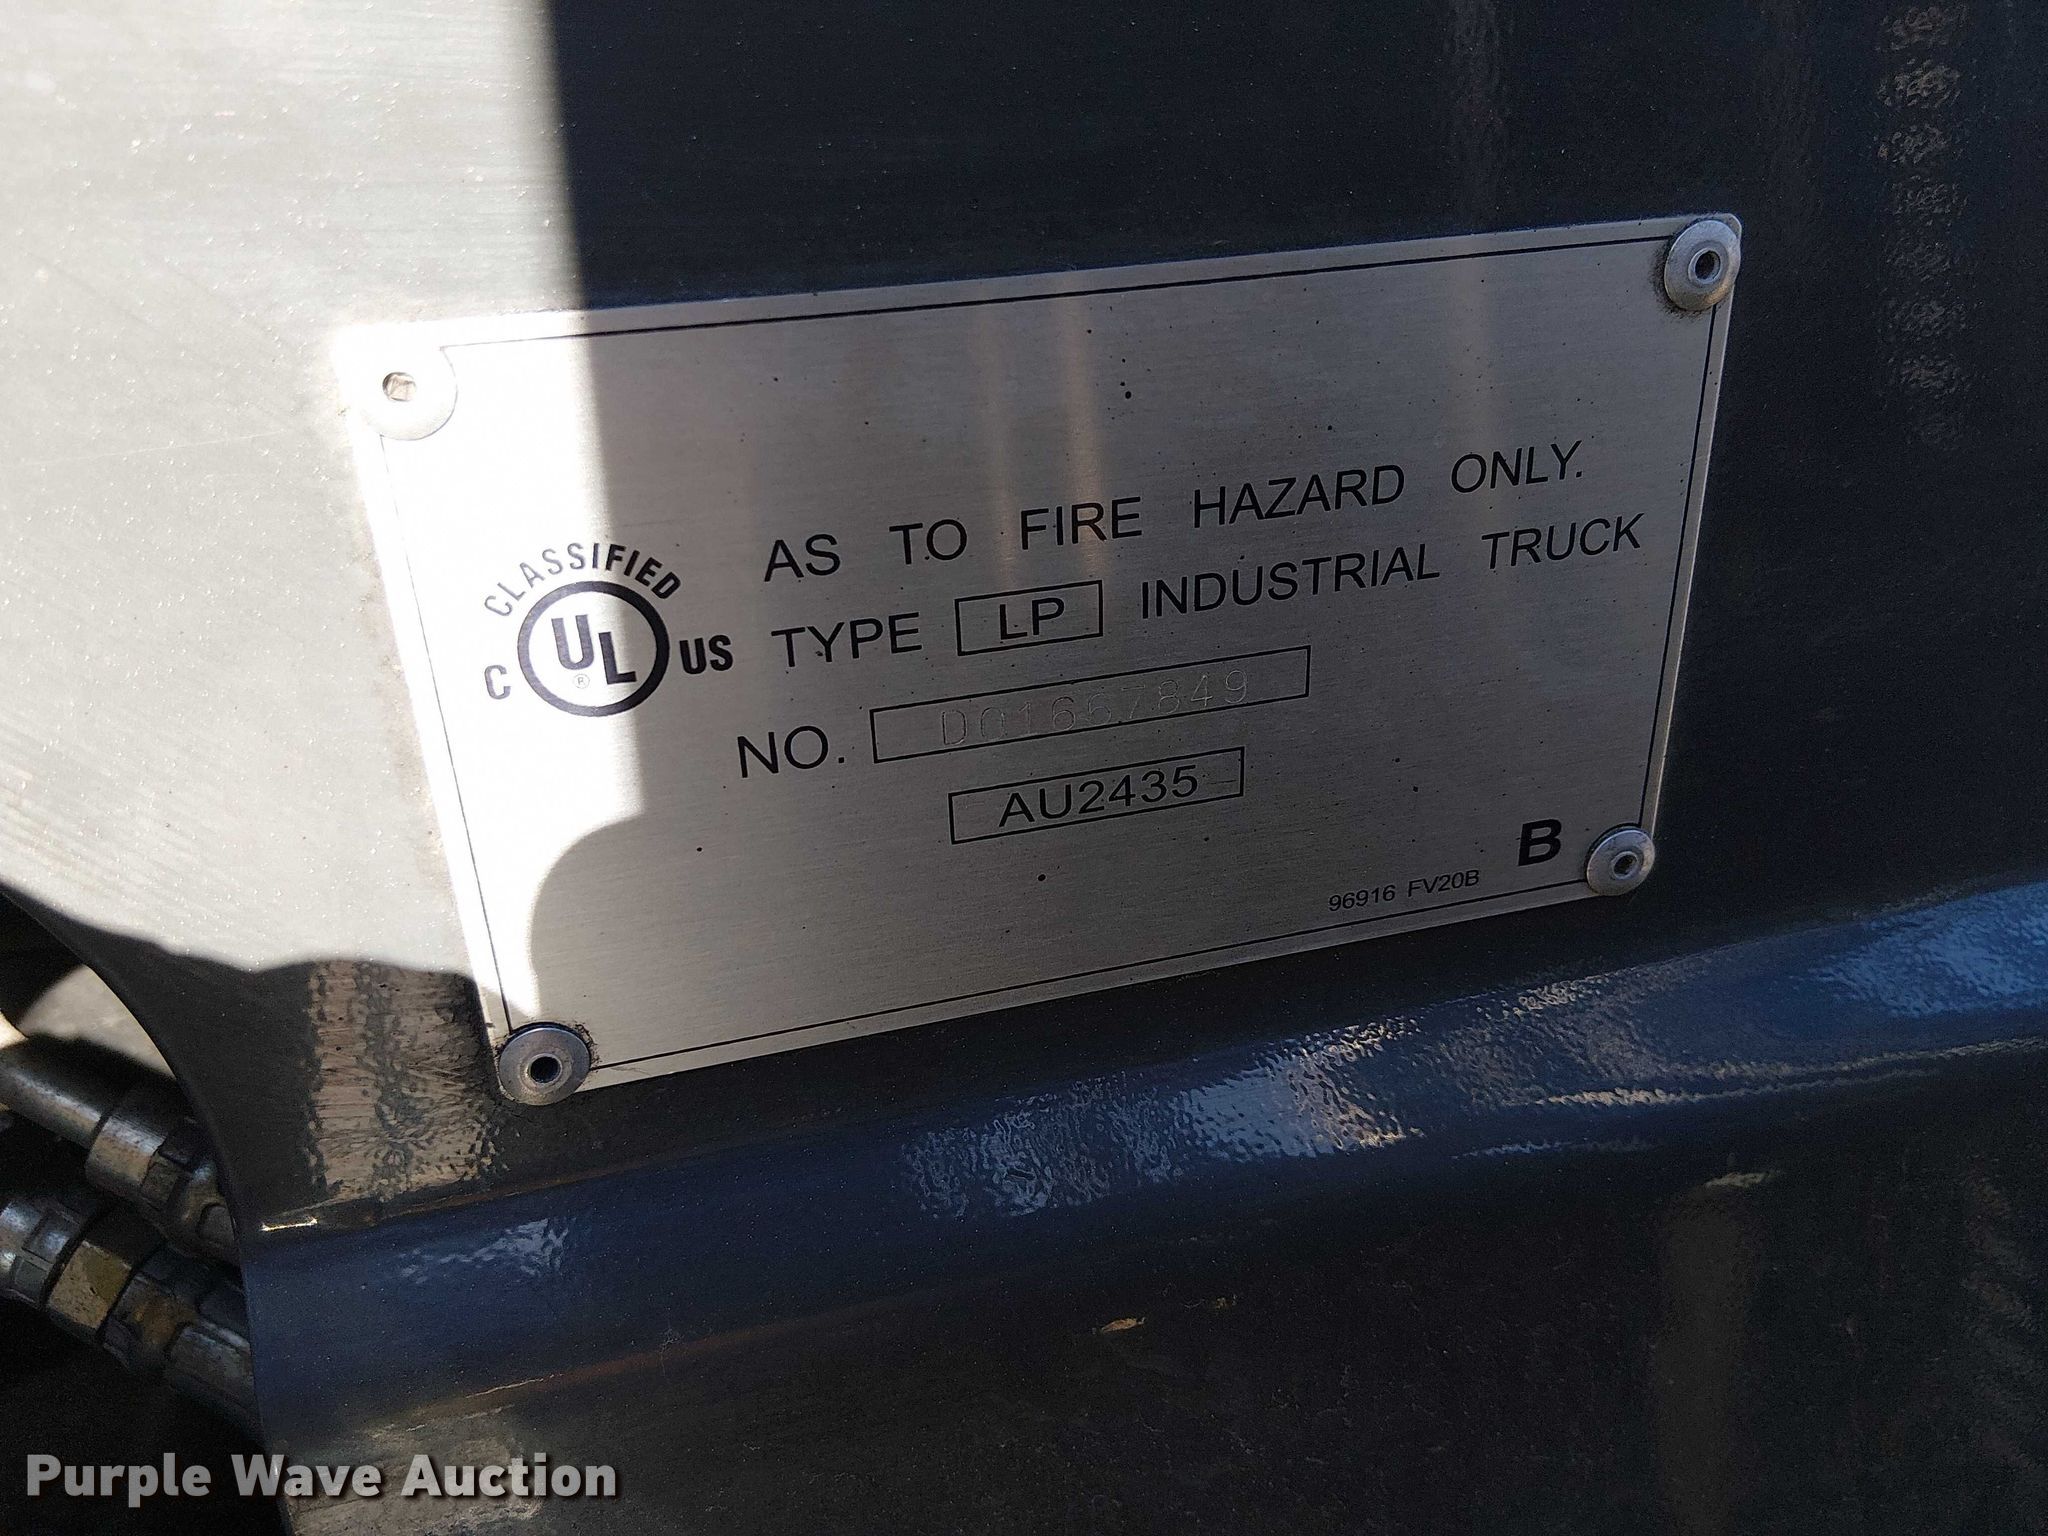 CLASSIFIED
C UL US
®
AS TO FIRE HAZARD ONLY.
TYPE LP INDUSTRIAL TRUCK
NO. D01667849
AU2435
96916 FV20B B
Purple Wave Auction